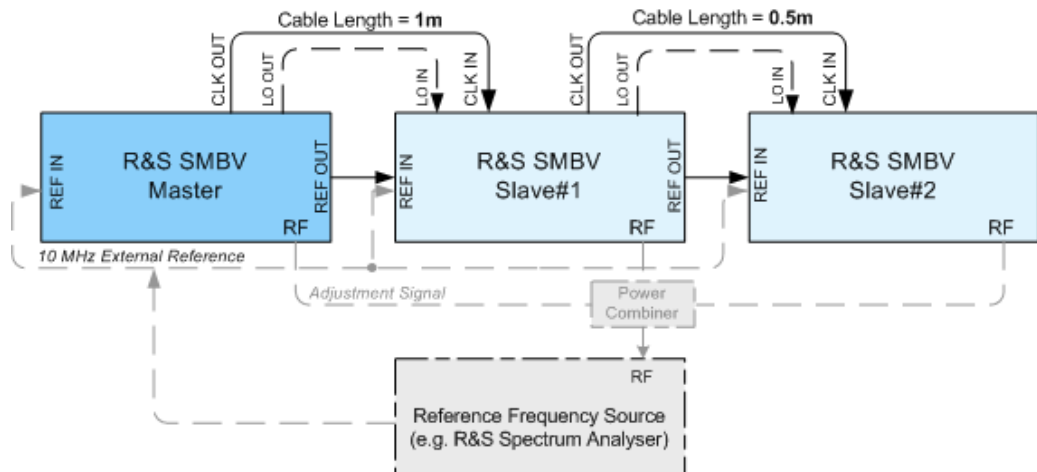 Cable Length = 1m
Cable Length = 0.5m
CLK OUT
LO OUT
LO IN
CLK IN
CLK OUT
LO OUT
LO IN
CLK IN
REF IN
R&S SMBV
Master
REF OUT
RF
REF IN
R&S SMBV
Slave#1
REF OUT
RF
REF IN
R&S SMBV
Slave#2
10 MHz External Reference
Adjustment Signal
Power
Combiner
RF
Reference Frequency Source
(e.g. R&S Spectrum Analyser)